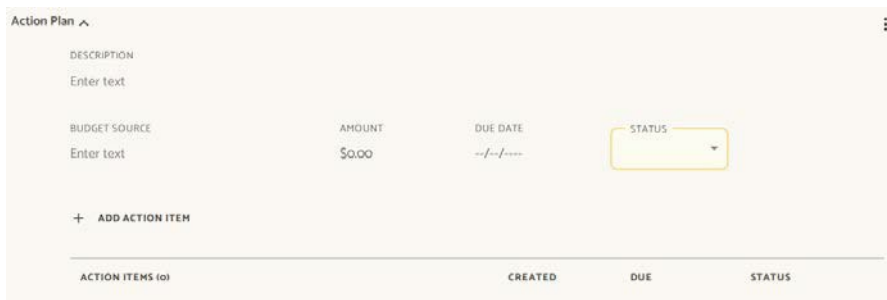 Action Plan
DESCRIPTION
Enter text
BUDGET SOURCE AMOUNT DUE DATE STATUS
Enter text $0.00 --/--/----
+ ADD ACTION ITEM
ACTION ITEMS (0) CREATED DUE STATUS